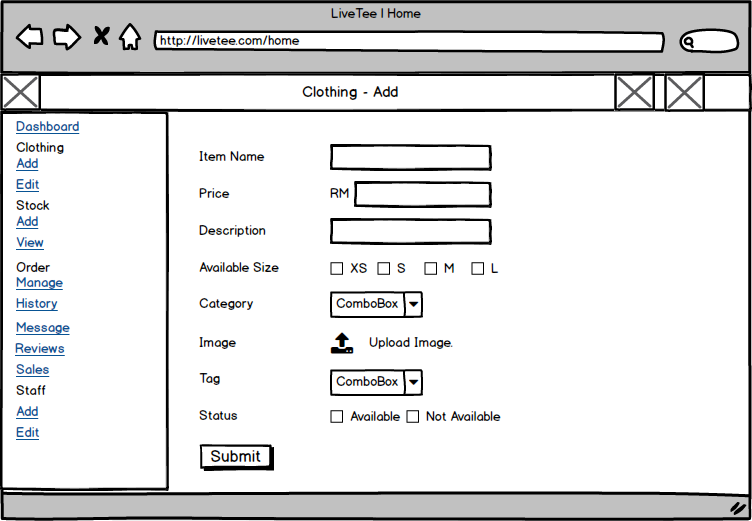 LiveTee | Home
http://livetee.com/home
Clothing - Add
Dashboard
Clothing
Add
Edit
Stock
Add
View
Order
Manage
History
Message
Reviews
Sales
Staff
Add
Edit
Item Name
Price RM
Description
Available Size XS S M L
Category ComboBox
Image Upload Image.
Tag ComboBox
Status Available Not Available
Submit